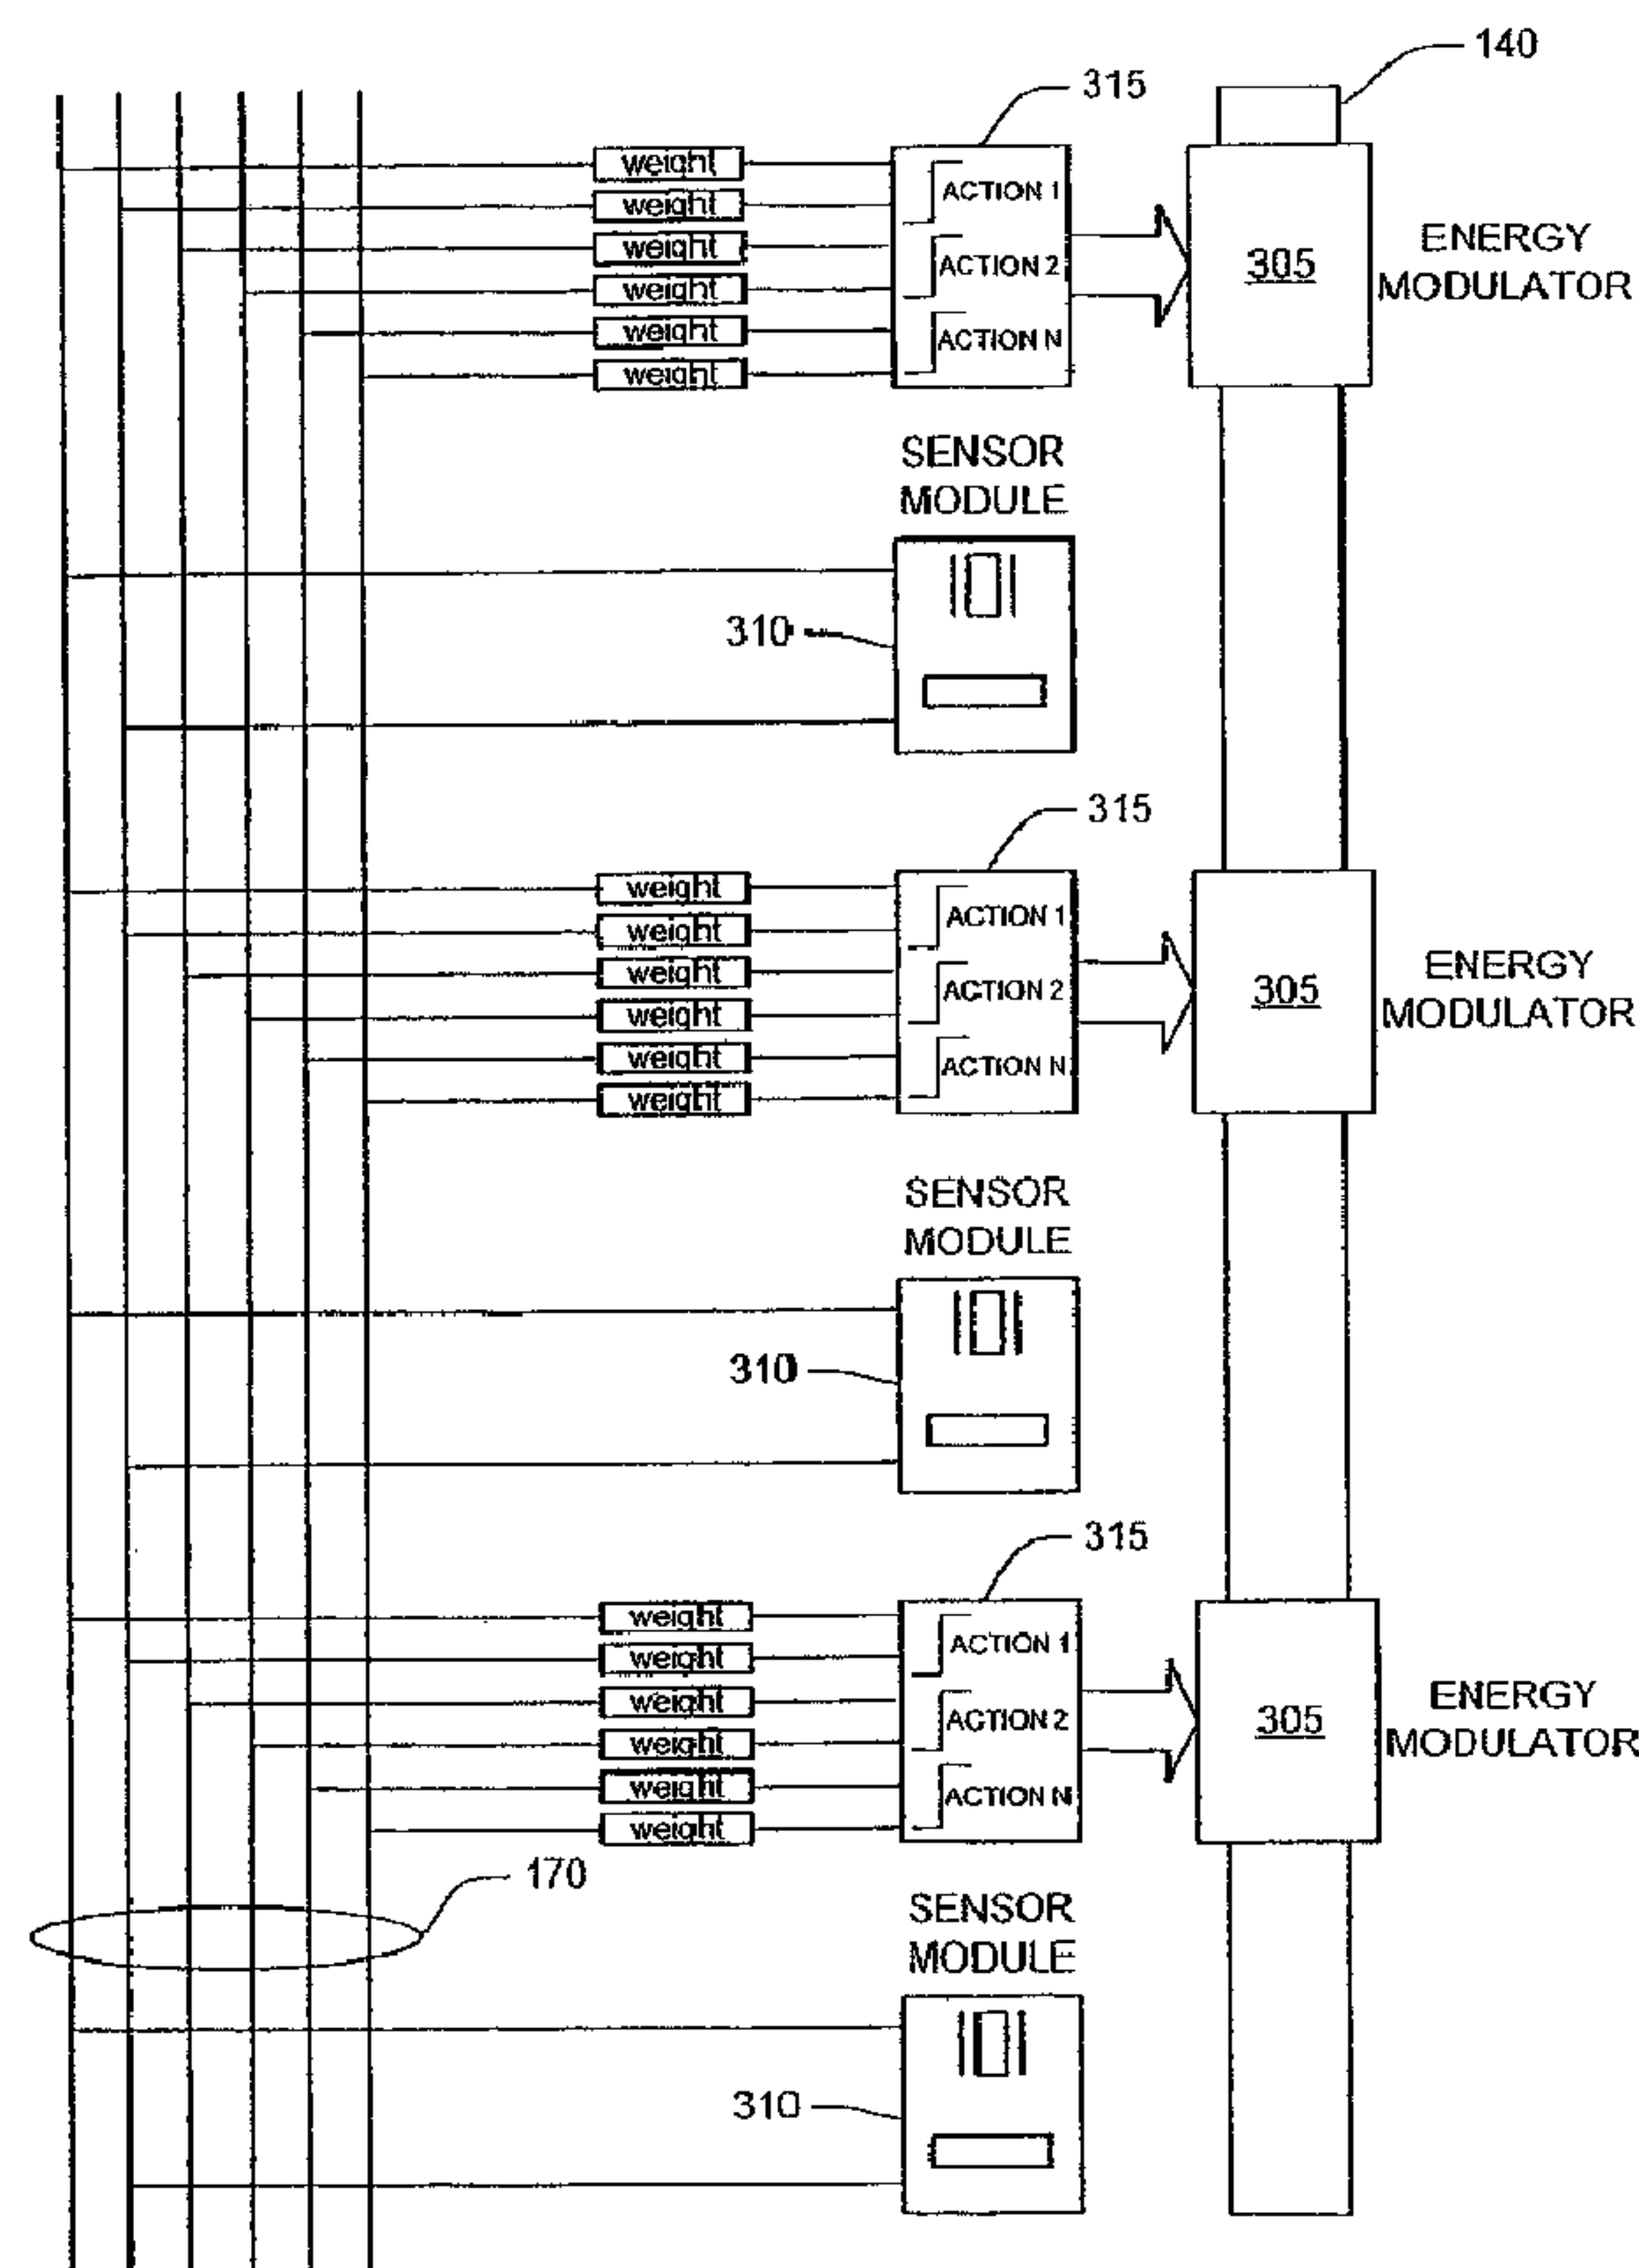 140
315
weight
weight
weight
weight
weight
weight
ACTION 1
ACTION 2
ACTION N
305
ENERGY
MODULATOR
SENSOR
MODULE
310
315
weight
weight
weight
weight
weight
weight
ACTION 1
ACTION 2
ACTION N
305
ENERGY
MODULATOR
SENSOR
MODULE
310
315
weight
weight
weight
weight
weight
weight
ACTION 1
ACTION 2
ACTION N
305
ENERGY
MODULATOR
170
SENSOR
MODULE
310